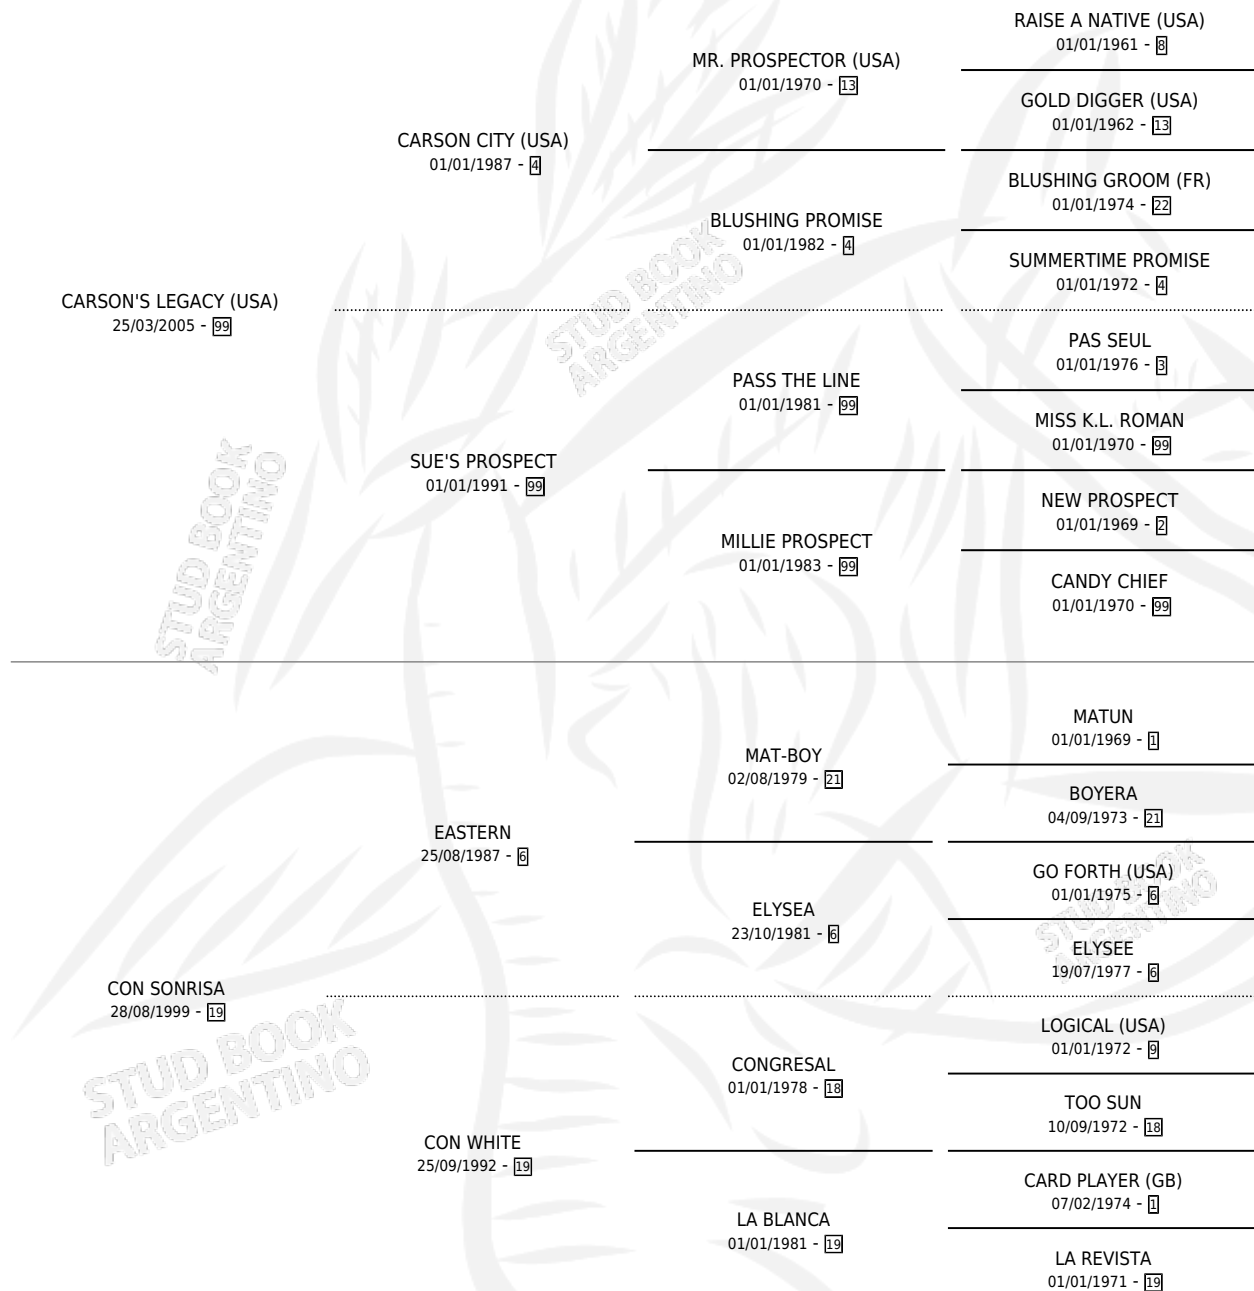 RAISE A NATIVE (USA)
01/01/1961 - 8
MR. PROSPECTOR (USA)
01/01/1970 - 13
GOLD DIGGER (USA)
01/01/1962 - 13
CARSON CITY (USA)
01/01/1987 - 4
BLUSHING GROOM (FR)
01/01/1974 - 22
BLUSHING PROMISE
01/01/1982 - 4
SUMMERTIME PROMISE
01/01/1972 - 4
CARSON'S LEGACY (USA)
25/03/2005 - 99
PAS SEUL
01/01/1976 - 3
PASS THE LINE
01/01/1981 - 99
MISS K.L. ROMAN
01/01/1970 - 99
SUE'S PROSPECT
01/01/1991 - 99
NEW PROSPECT
01/01/1969 - 2
MILLIE PROSPECT
01/01/1983 - 99
CANDY CHIEF
01/01/1970 - 99
MATUN
01/01/1969 - 1
MAT-BOY
02/08/1979 - 21
BOYERA
04/09/1973 - 21
EASTERN
25/08/1987 - 6
GO FORTH (USA)
01/01/1975 - 6
ELYSEA
23/10/1981 - 6
ELYSEE
19/07/1977 - 6
CON SONRISA
28/08/1999 - 19
LOGICAL (USA)
01/01/1972 - 9
CONGRESAL
01/01/1978 - 18
TOO SUN
10/09/1972 - 18
CON WHITE
25/09/1992 - 19
CARD PLAYER (GB)
07/02/1974 - 1
LA BLANCA
01/01/1981 - 19
LA REVISTA
01/01/1971 - 19
STUD BOOK
ARGENTINO
STUD BOOK
ARGENTINO
STUD BOOK
ARGENTINO
STUD BOOK
ARGENTINO